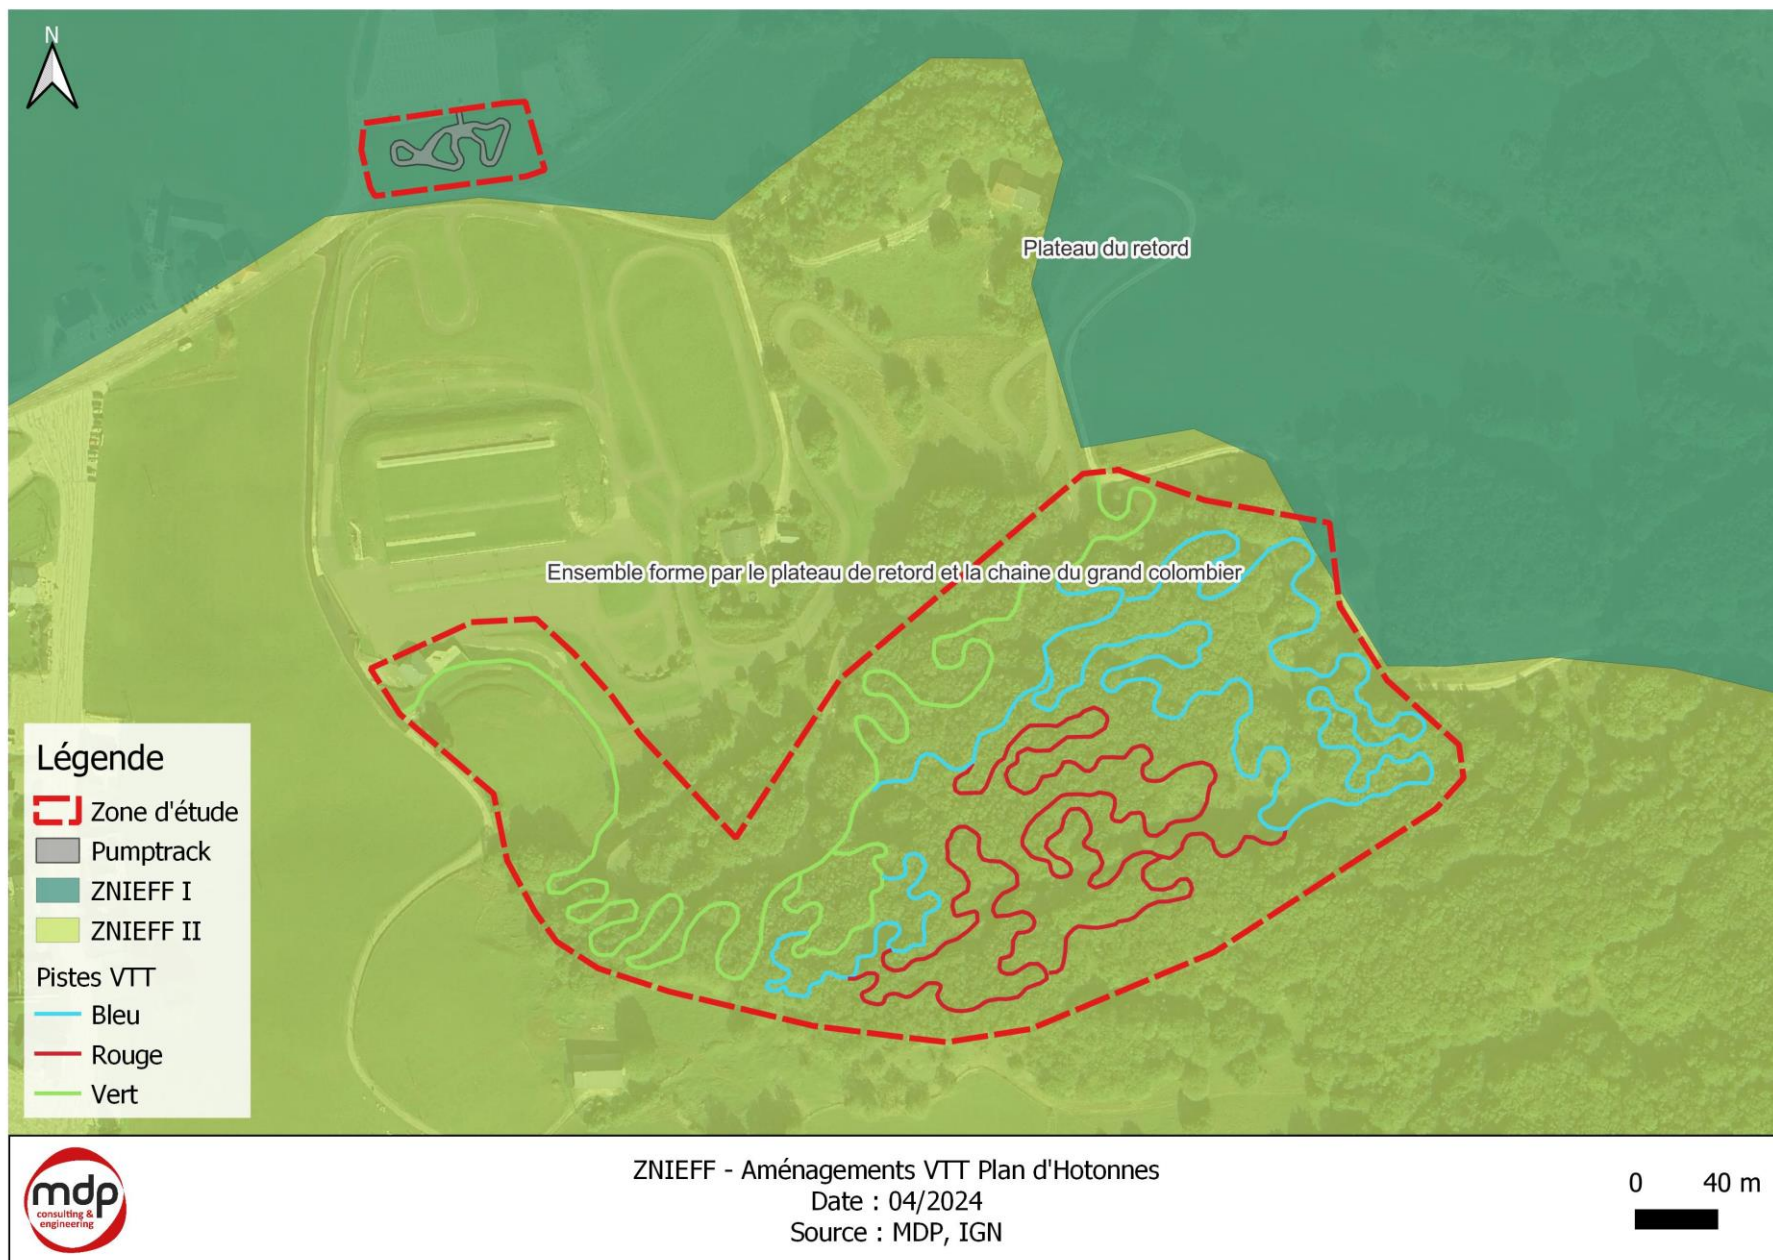 N
Plateau du retord
Ensemble forme par le plateau de retord et la chaine du grand colombier
Légende
Zone d'étude
Pumptrack
ZNIEFF I
ZNIEFF II
Pistes VTT
Bleu
Rouge
Vert
mdp
consulting &
engineering
ZNIEFF - Aménagements VTT Plan d'Hotonnes
Date : 04/2024
Source : MDP, IGN
0 40 m